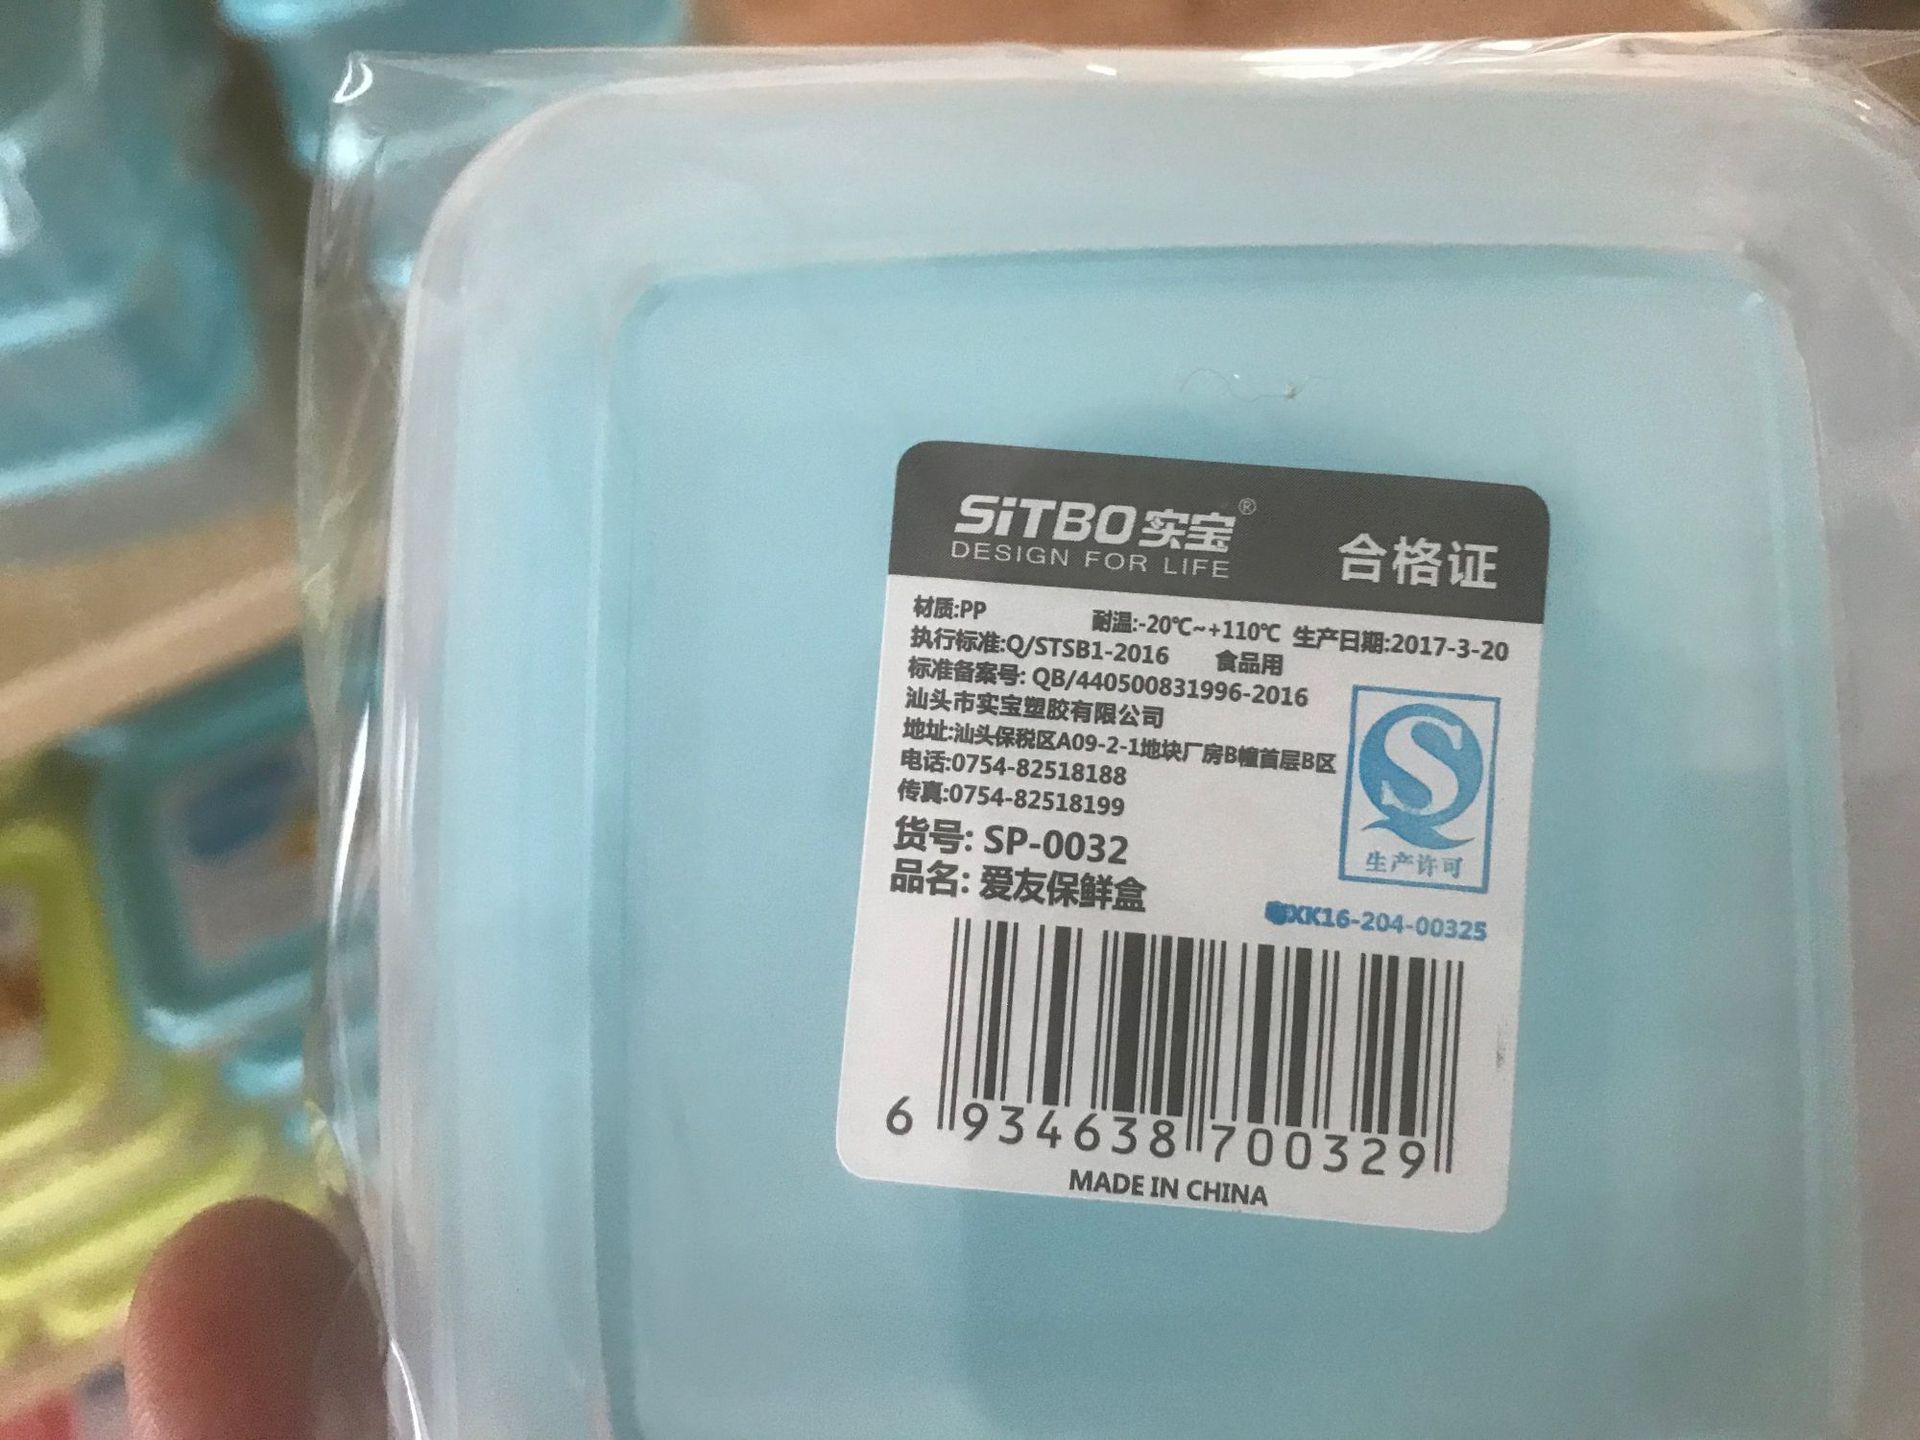 SiTBO实宝®
DESIGN FOR LIFE
合格证
材质:PP 耐温:-20℃~+110℃ 生产日期:2017-3-20
执行标准:Q/STSB1-2016 食品用
标准备案号: QB/440500831996-2016
汕头市实宝塑胶有限公司
地址:汕头保税区A09-2-1地块厂房B幢首层B区
电话:0754-82518188
传真:0754-82518199
货号: SP-0032
品名: 爱友保鲜盒
生产许可
XK16-204-00325
6 934638 700329
MADE IN CHINA